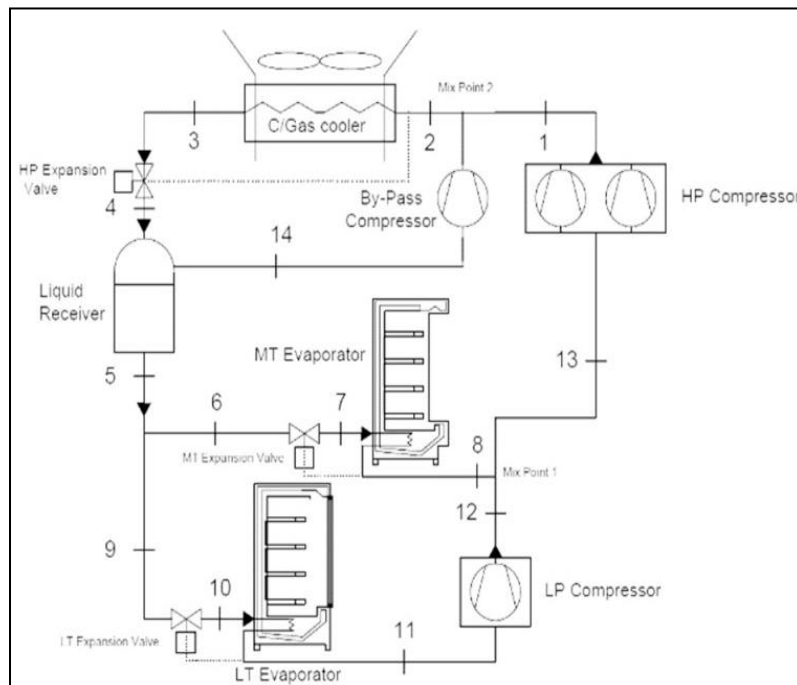 Mix Point 2
3
C/Gas cooler
2
1
HP Expansion
Valve
4
By-Pass
Compressor
HP Compressor
14
Liquid
Receiver
MT Evaporator
13
5
6
7
MT Expansion Valve
8
Mix Point 1
12
9
10
LP Compressor
LT Expansion Valve
11
LT Evaporator